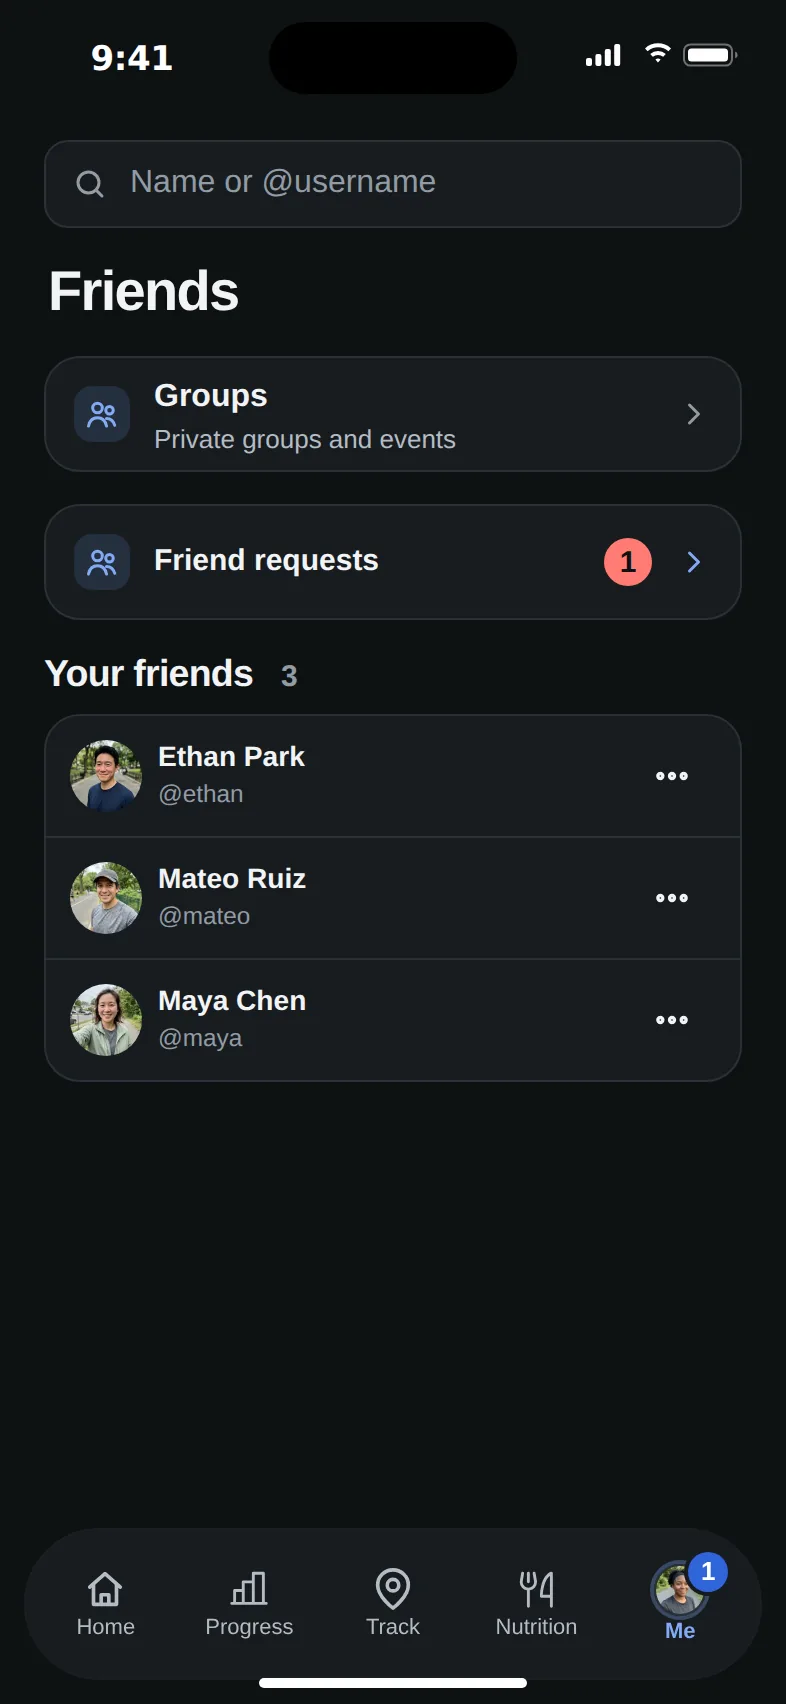 9:41
Name or @username
Friends
Groups
Private groups and events
Friend requests
1
Your friends 3
Ethan Park
@ethan
Mateo Ruiz
@mateo
Maya Chen
@maya
1
Home Progress Track Nutrition Me